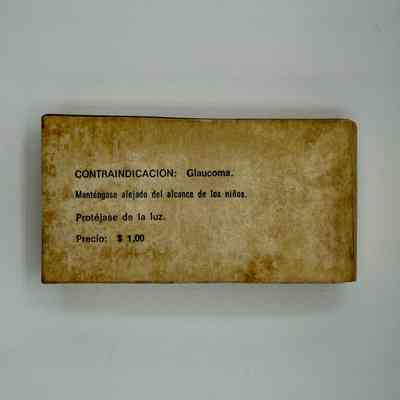 CONTRAINDICACION: Glaucoma.
Manténgase alejado del alcance de los niños.
Protéjase de la luz.
Precio: $ 1,00